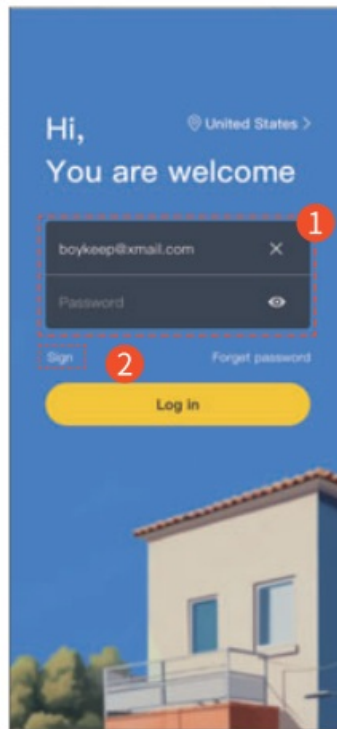 Hi,
United States >
You are welcome
1
boykeep@xmail.com
Password
Sign
2
Forget password
Log in